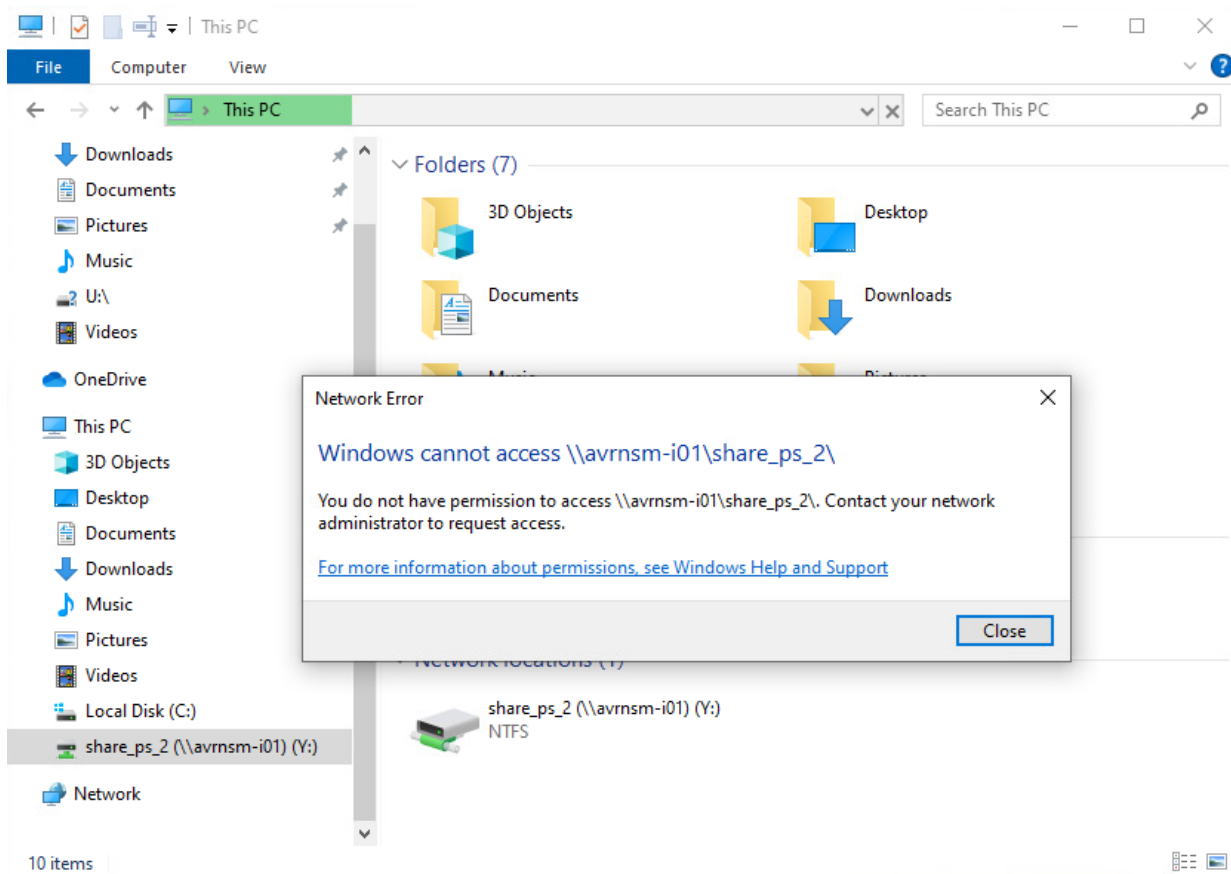 This PC
File Computer View
This PC
Search This PC
Downloads
Documents
Pictures
Music
U:\
Videos
OneDrive
This PC
3D Objects
Desktop
Documents
Downloads
Music
Pictures
Videos
Local Disk (C:)
share_ps_2 (\\avrnsm-i01) (Y:)
Network
Folders (7)
3D Objects
Desktop
Documents
Downloads
Network Error
Windows cannot access \\avrnsm-i01\share_ps_2\
You do not have permission to access \\avrnsm-i01\share_ps_2\. Contact your network
administrator to request access.
For more information about permissions, see Windows Help and Support
Close
Network locations (1)
share_ps_2 (\\avrnsm-i01) (Y:)
NTFS
10 items